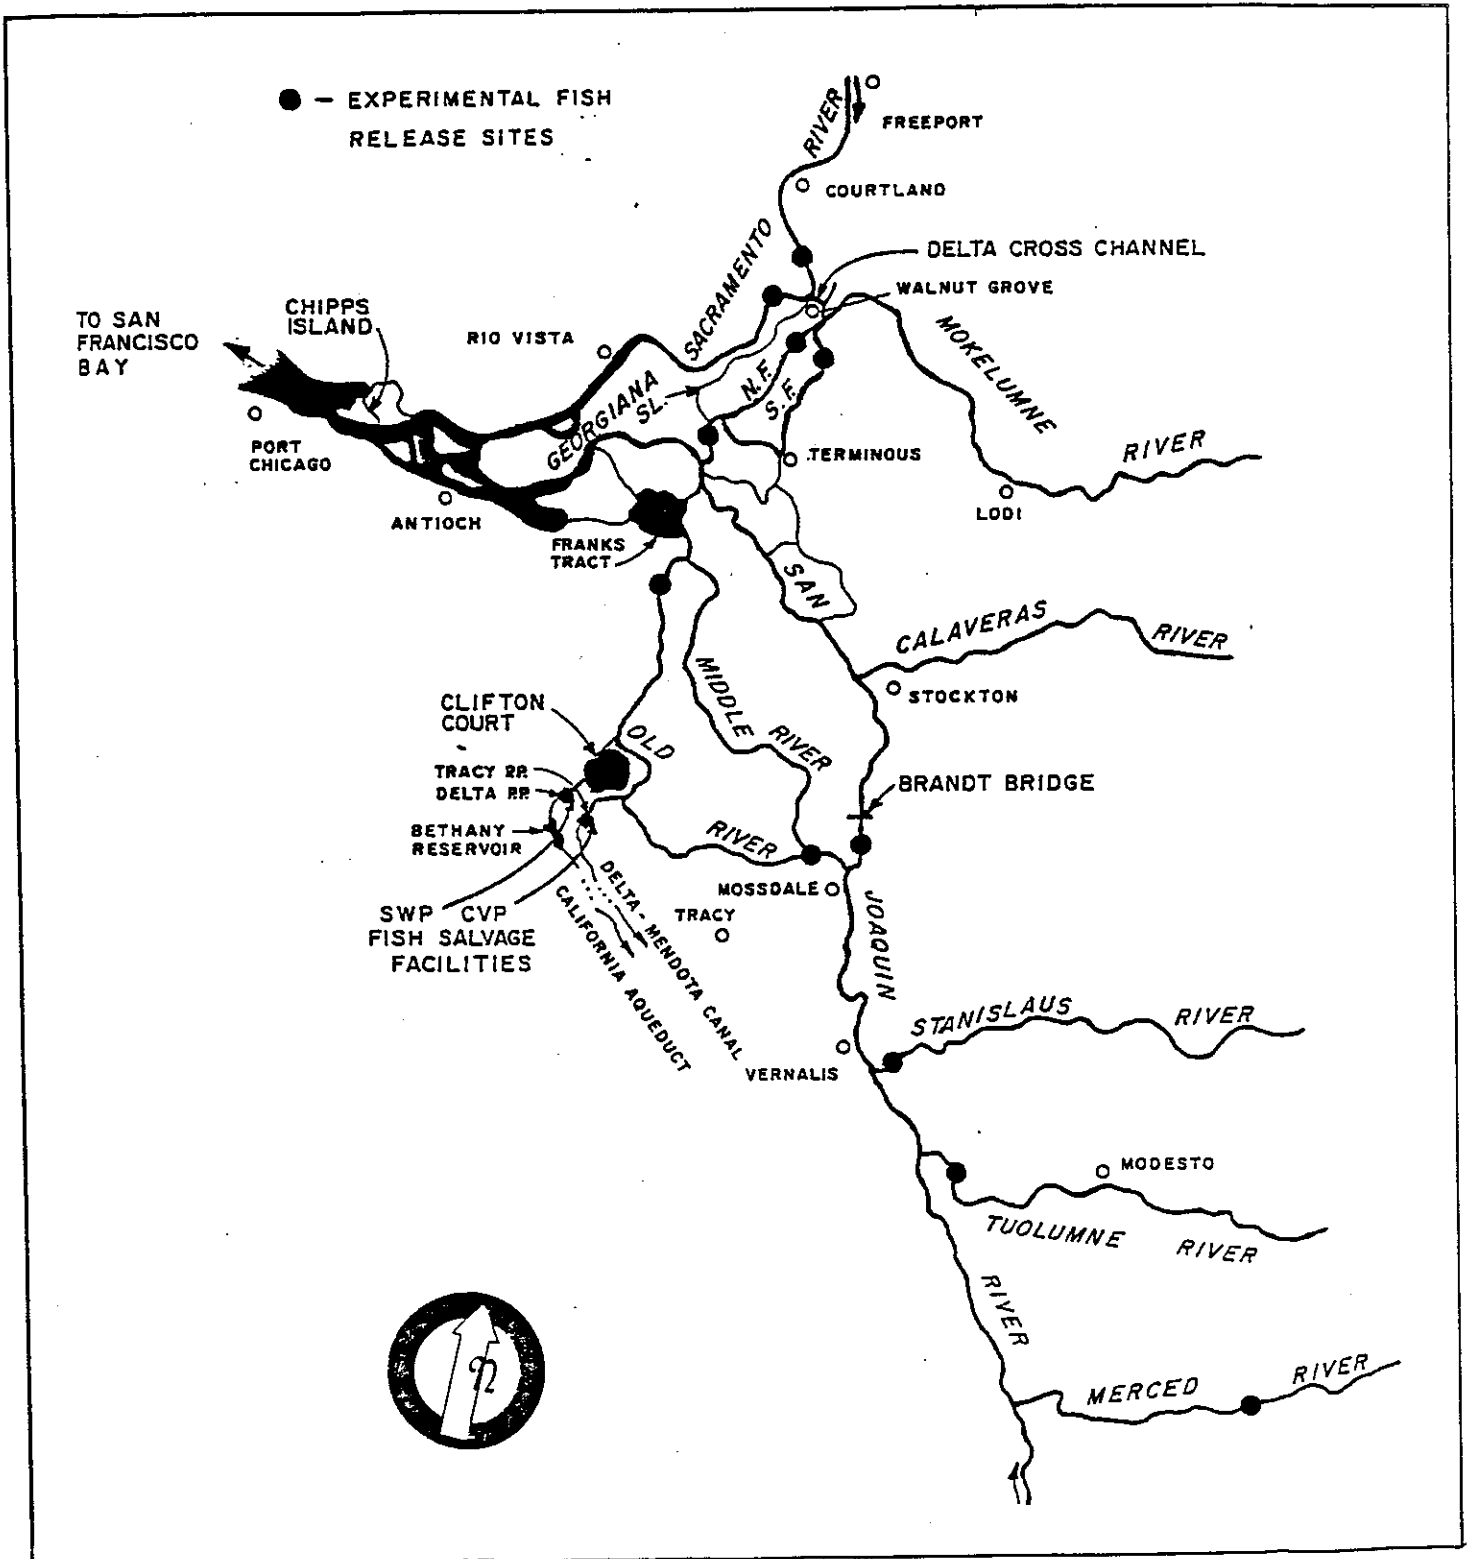 - EXPERIMENTAL FISH
RELEASE SITES
RIVER
FREEPORT
COURTLAND
SACRAMENTO
DELTA CROSS CHANNEL
WALNUT GROVE
CHIPPS
ISLAND
TO SAN
FRANCISCO
BAY
RIO VISTA
MOKELUMNE
RIVER
GEORGIANA
SL.
N.F.
S.F.
PORT
CHICAGO
TERMINOUS
ANTIOCH
LODI
FRANKS
TRACT
SAN
CALAVERAS
RIVER
STOCKTON
MIDDLE
RIVER
CLIFTON
COURT
OLD
TRACY P.P.
DELTA P.P.
BRANDT BRIDGE
BETHANY
RESERVOIR
RIVER
MOSSDALE
SWP CVP
FISH SALVAGE
FACILITIES
TRACY
DELTA-MENDOTA CANAL
CALIFORNIA AQUEDUCT
JOAQUIN
STANISLAUS
RIVER
VERNALIS
MODESTO
TUOLUMNE
RIVER
RIVER
MERCED
RIVER
n